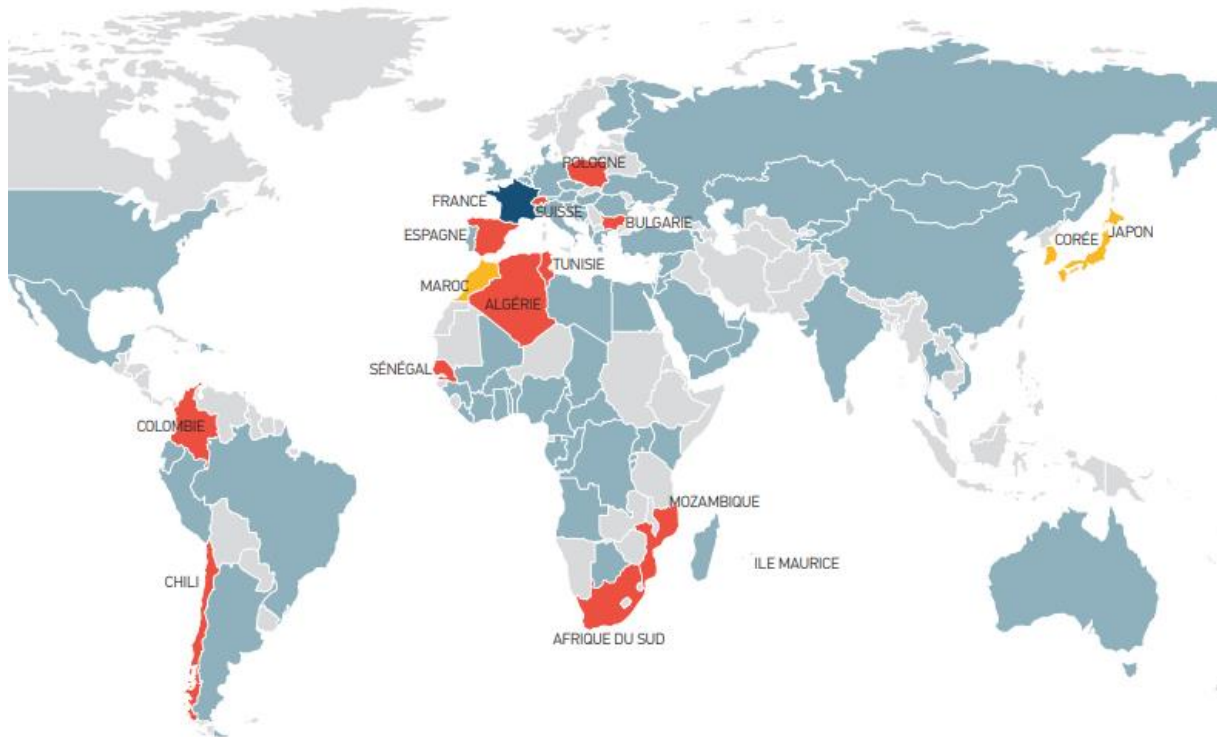 POLOGNE
FRANCE
SUISSE
ESPAGNE
BULGARIE
CORÉE
JAPON
TUNISIE
MAROC
ALGÉRIE
SÉNÉGAL
COLOMBIE
MOZAMBIQUE
ILE MAURICE
CHILI
AFRIQUE DU SUD